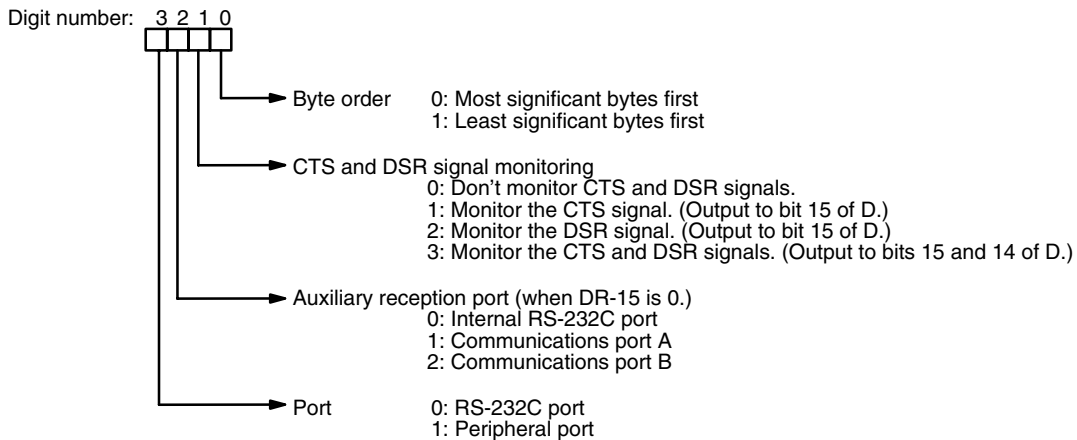 Digit number: 3 2 1 0
Byte order 0: Most significant bytes first
1: Least significant bytes first
CTS and DSR signal monitoring
0: Don't monitor CTS and DSR signals.
1: Monitor the CTS signal. (Output to bit 15 of D.)
2: Monitor the DSR signal. (Output to bit 15 of D.)
3: Monitor the CTS and DSR signals. (Output to bits 15 and 14 of D.)
Auxiliary reception port (when DR-15 is 0.)
0: Internal RS-232C port
1: Communications port A
2: Communications port B
Port 0: RS-232C port
1: Peripheral port